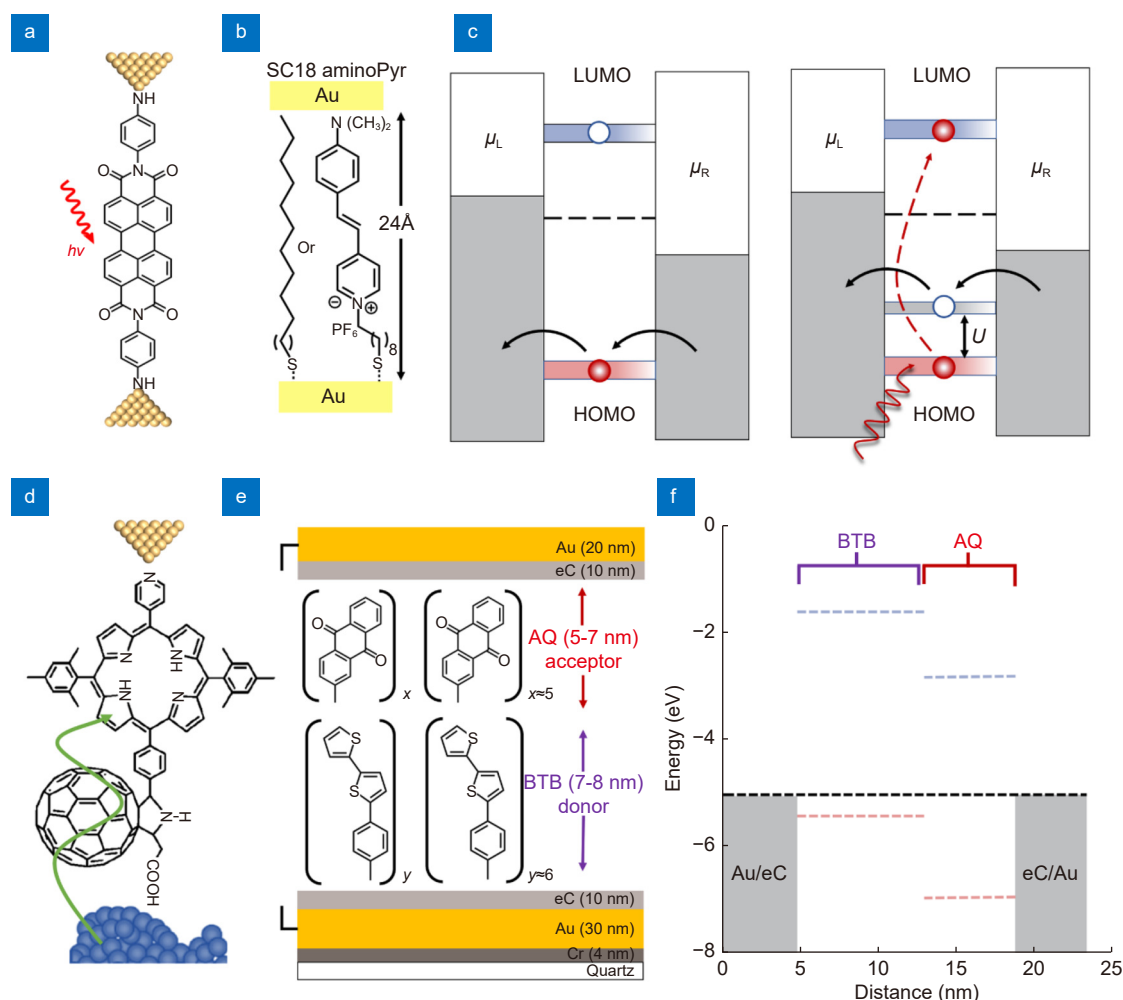 a
NH
O
N
O
hν
O
N
O
NH
b
SC18 aminoPyr
Au
N (CH₃)₂
24Å
Or
⊖ N ⊕
PF₆
8
S
S
Au
c
LUMO
μL
μR
HOMO
LUMO
μL
μR
U
HOMO
d
N
N
NH
HN
N
N-H
COOH
e
Au (20 nm)
eC (10 nm)
O
O
x
O
O
x≈5
AQ (5-7 nm)
acceptor
S
S
y
S
S
y≈6
BTB (7-8 nm)
donor
eC (10 nm)
Au (30 nm)
Cr (4 nm)
Quartz
f
Energy (eV)
0
−2
−4
−6
−8
BTB
AQ
Au/eC
eC/Au
0
5
10
15
20
25
Distance (nm)